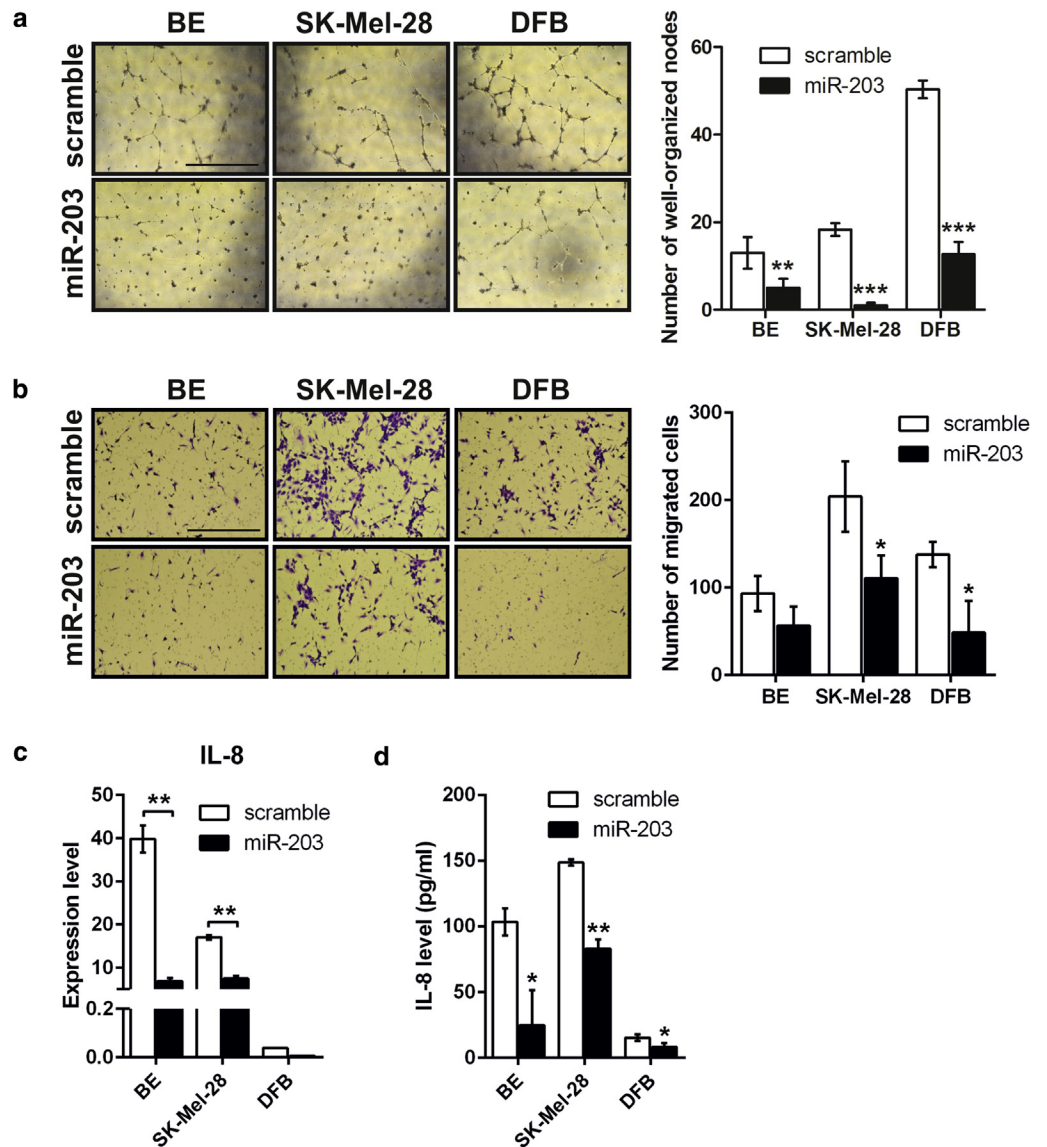 a
BE SK-Mel-28 DFB
scramble
miR-203
Number of well-organized nodes
60
40
20
0
scramble
miR-203
**
***
***
BE SK-Mel-28 DFB
b
BE SK-Mel-28 DFB
scramble
miR-203
Number of migrated cells
300
200
100
0
scramble
miR-203
*
*
BE SK-Mel-28 DFB
c
IL-8
Expression level
50
40
30
20
10
0.2
0.0
scramble
miR-203
**
**
BE
SK-Mel-28
DFB
d
IL-8 level (pg/ml)
200
150
100
50
0
scramble
miR-203
*
**
*
BE
SK-Mel-28
DFB